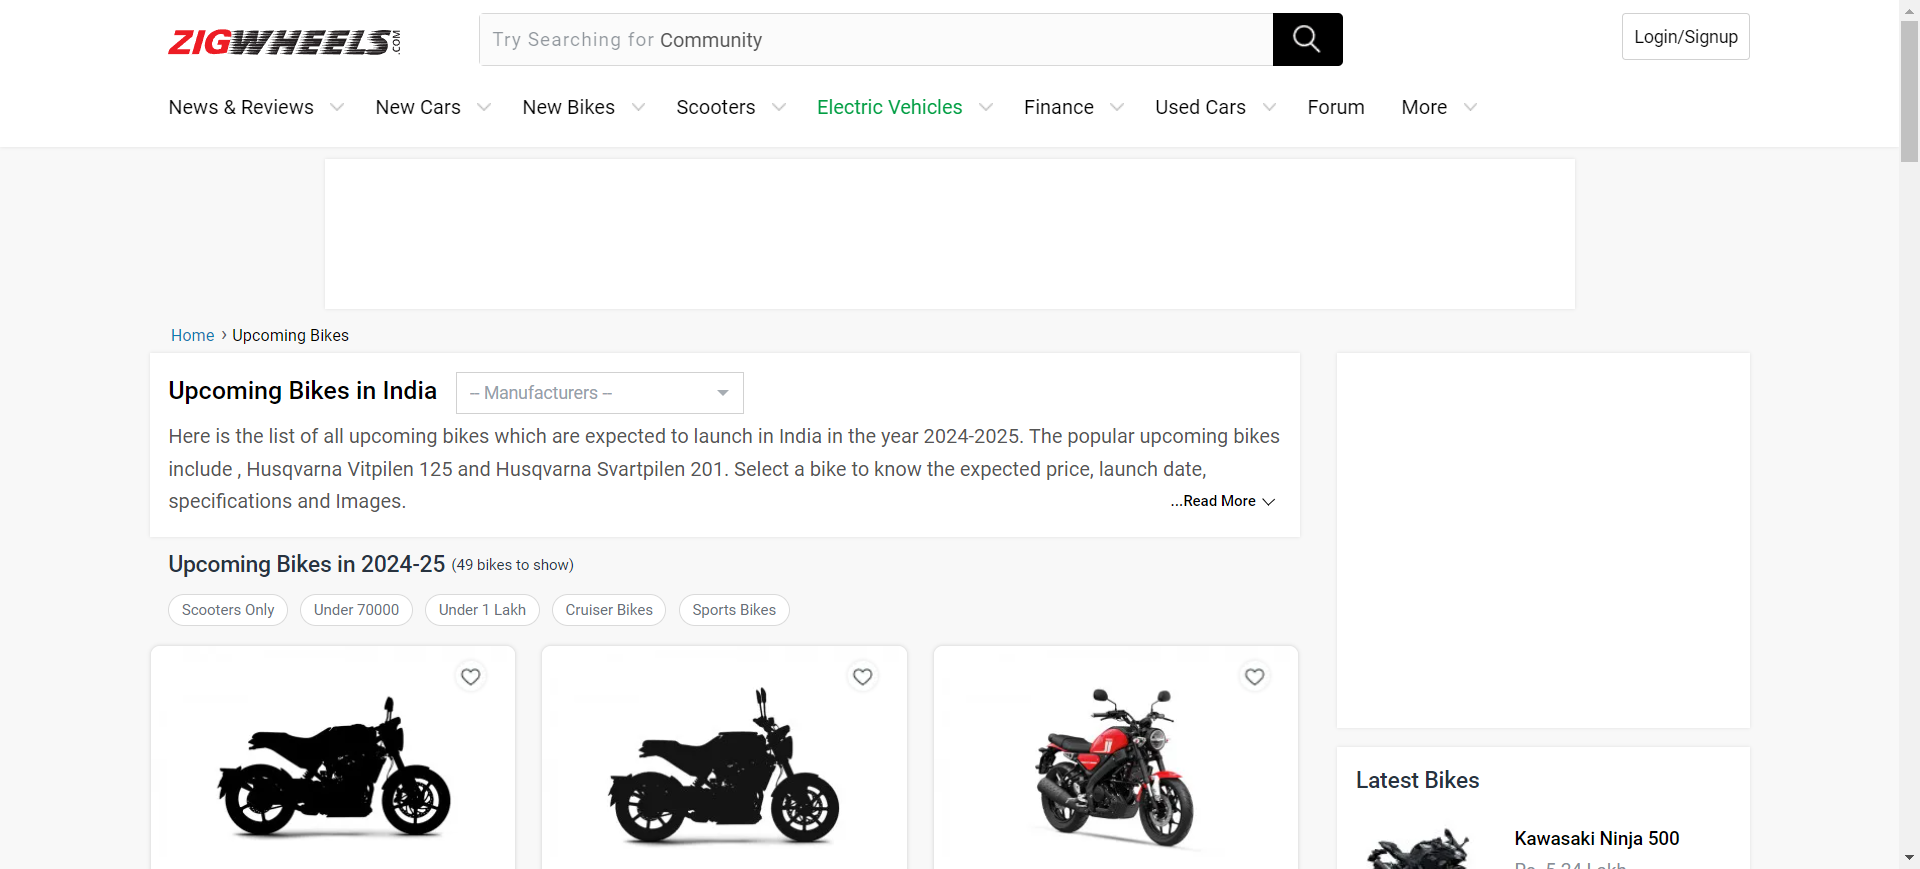 ZIGWHEELS.COM
Try Searching for Community
Login/Signup
News & Reviews
New Cars
New Bikes
Scooters
Electric Vehicles
Finance
Used Cars
Forum
More
Home › Upcoming Bikes
Upcoming Bikes in India
-- Manufacturers --
Here is the list of all upcoming bikes which are expected to launch in India in the year 2024-2025. The popular upcoming bikes
include , Husqvarna Vitpilen 125 and Husqvarna Svartpilen 201. Select a bike to know the expected price, launch date,
specifications and Images.
...Read More
Upcoming Bikes in 2024-25 (49 bikes to show)
Scooters Only
Under 70000
Under 1 Lakh
Cruiser Bikes
Sports Bikes
Latest Bikes
Kawasaki Ninja 500
Rs. 5.24 Lakh